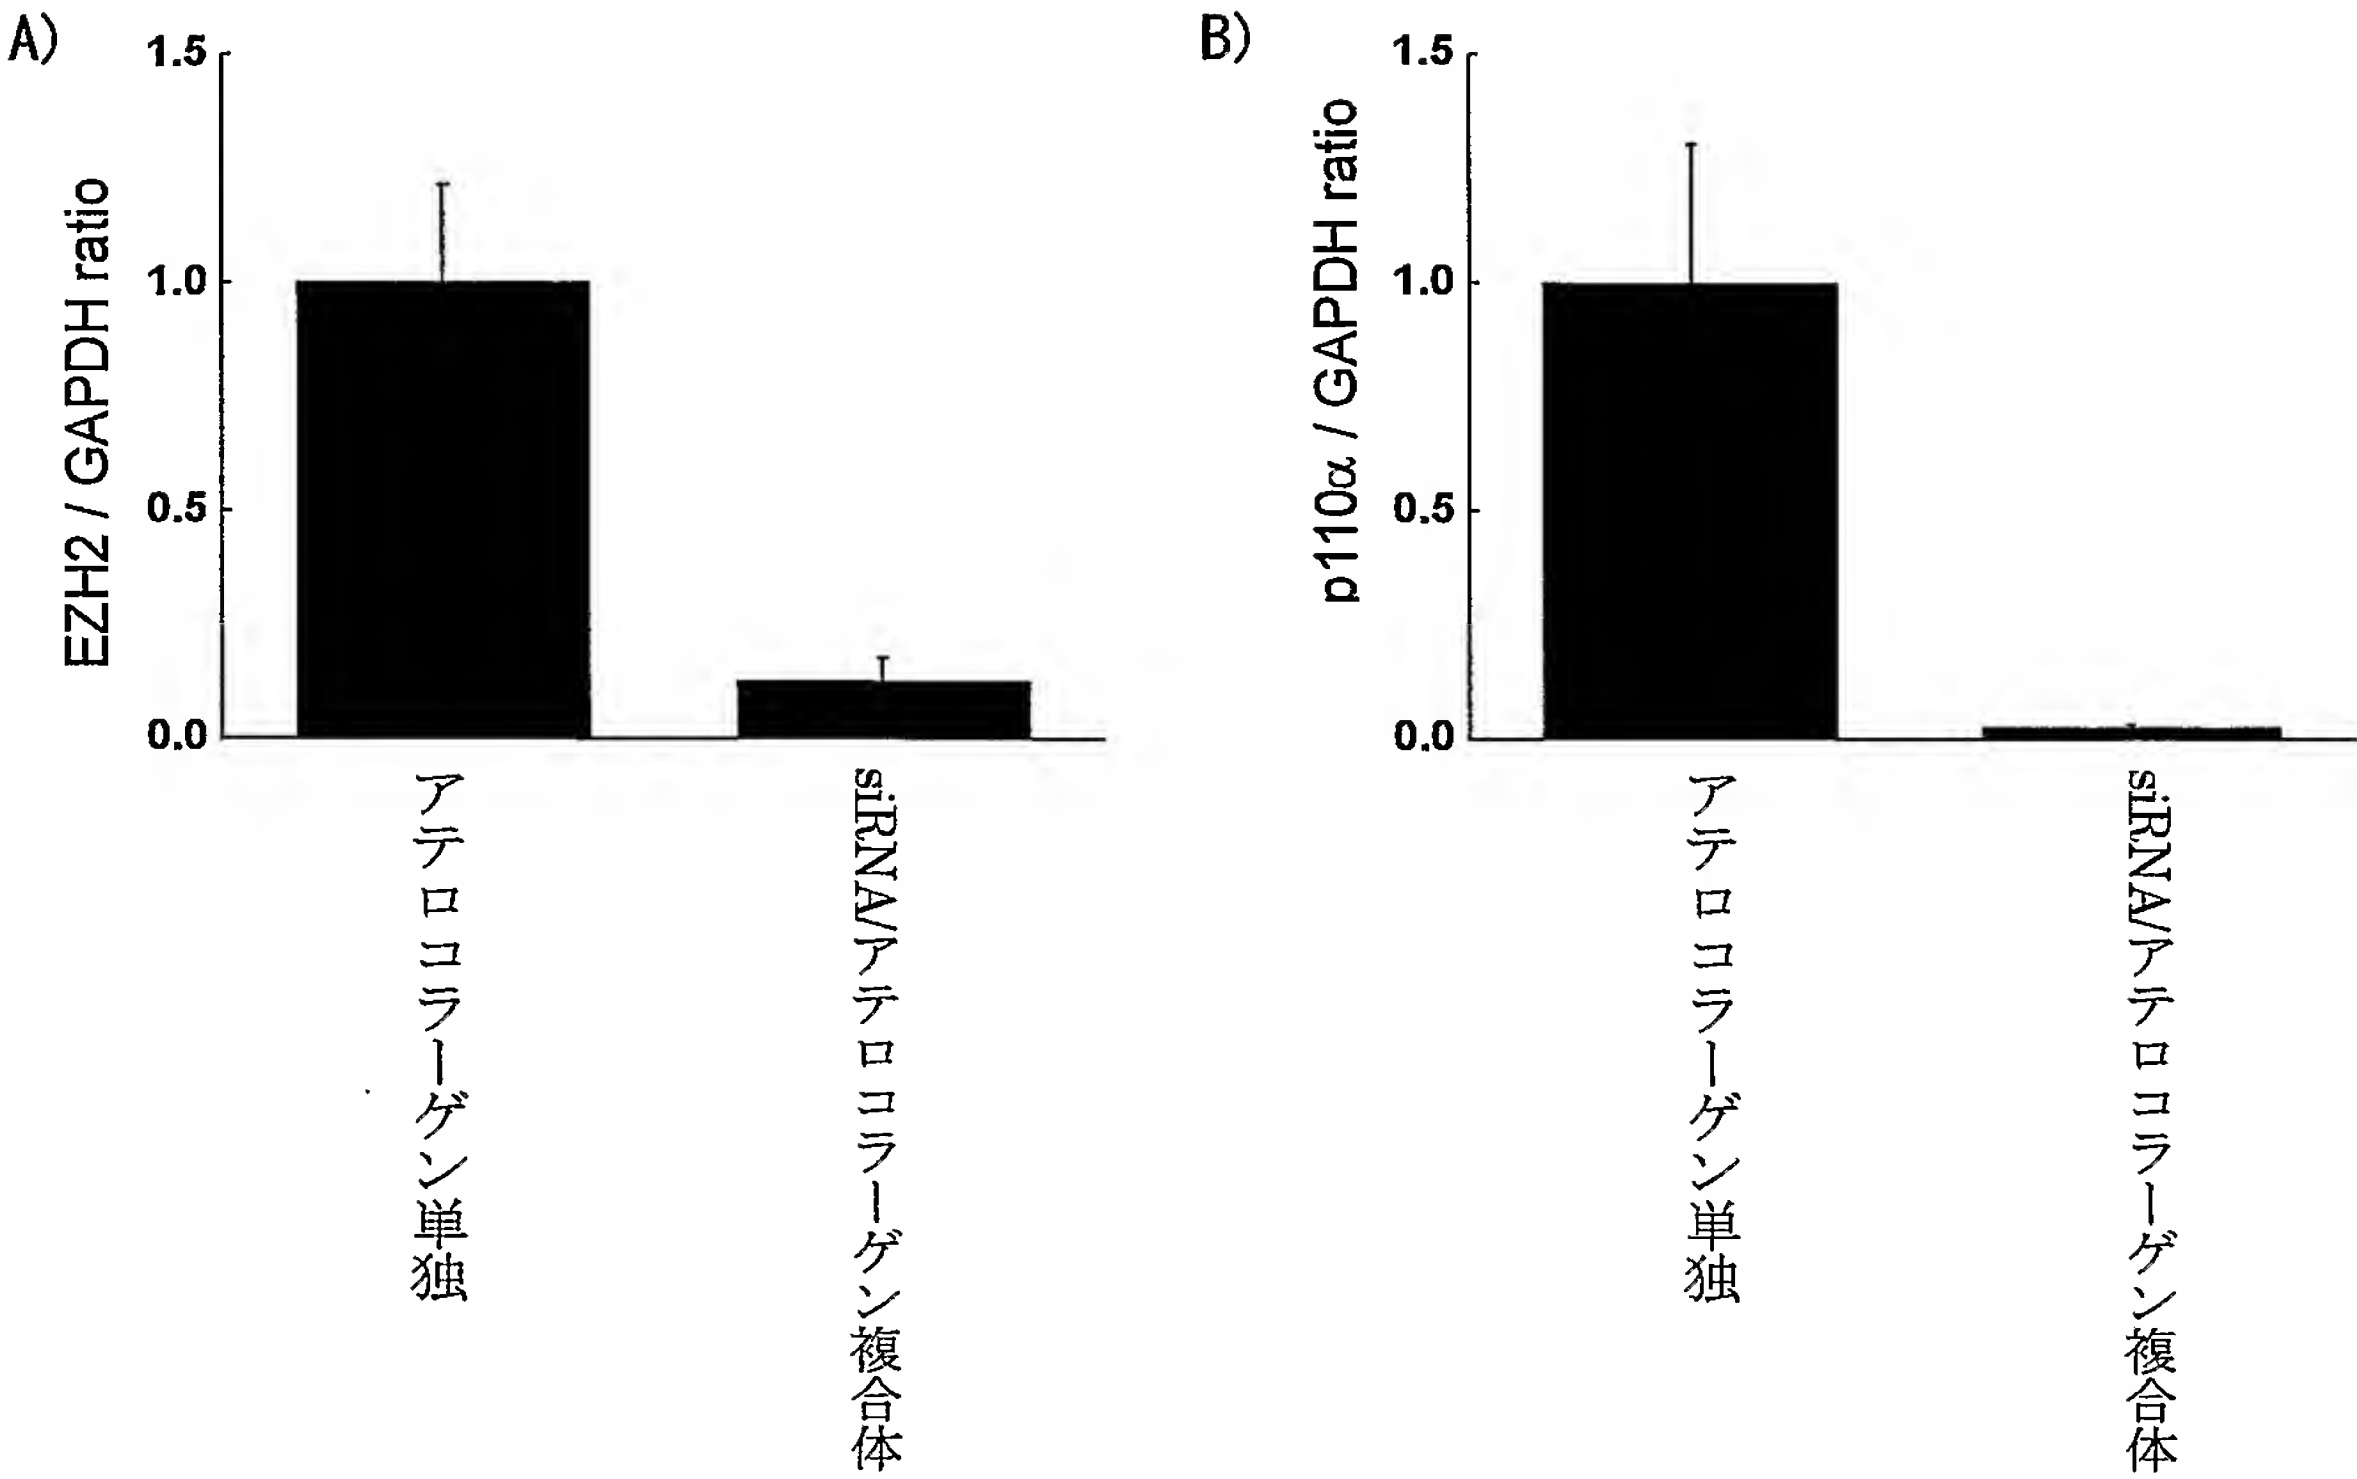 A)
EZH2 / GAPDH ratio
1.5
1.0
0.5
0.0
アテロコラーゲン単独
siRNA/アテロコラーゲン複合体
B)
p110α / GAPDH ratio
1.5
1.0
0.5
0.0
アテロコラーゲン単独
siRNA/アテロコラーゲン複合体